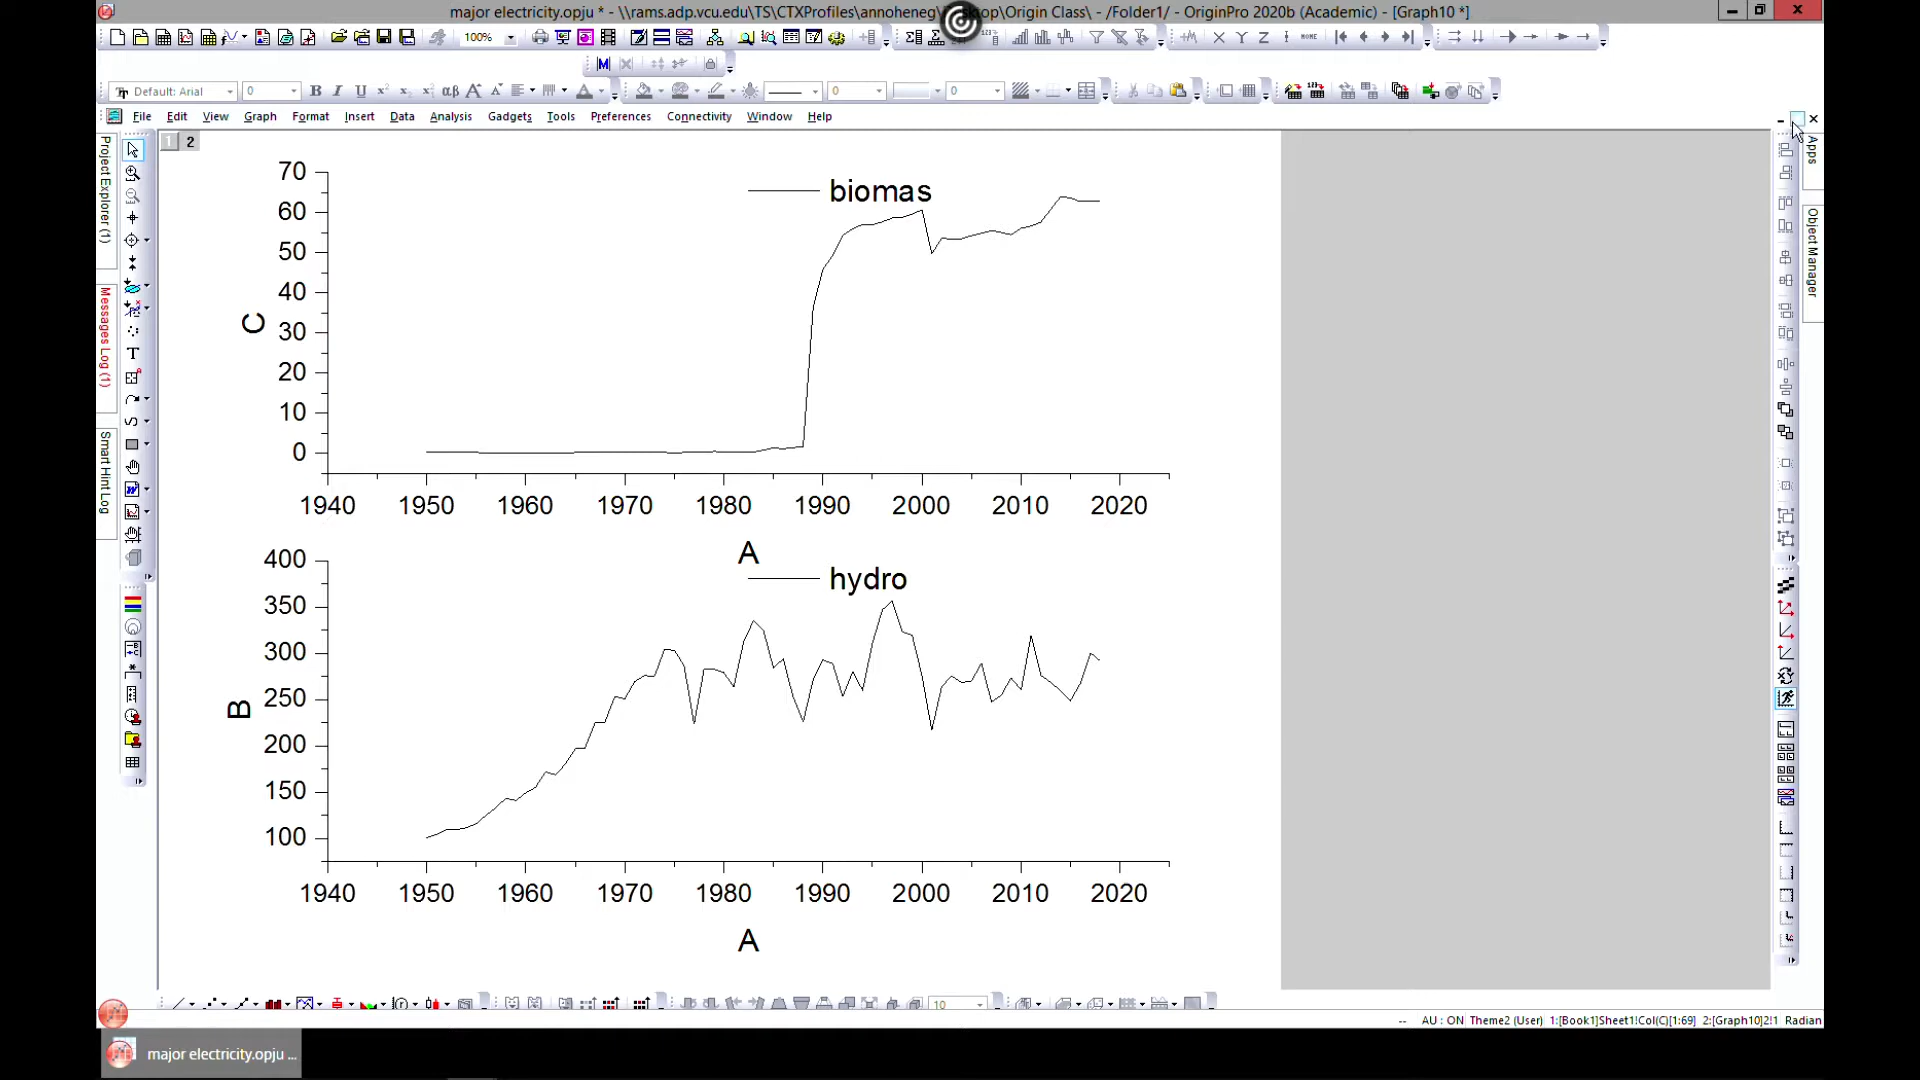 major electricity.opju * - \\rams.adp.vcu.edu\TS\CTXProfiles\annoheneg\D sktop\Origin Class\ - /Folder1/ - OriginPro 2020b (Academic) - [Graph10 *]
100%
Default: Arial 0 B I U αβ A A 0 0
File Edit View Graph Format Insert Data Analysis Gadgets Tools Preferences Connectivity Window Help
1 2
Project Explorer (1)
Messages Log (1)
Smart Hint Log
Apps
Object Manager
biomas
70
60
50
40
30
20
10
0
C
1940 1950 1960 1970 1980 1990 2000 2010 2020
A
hydro
400
350
300
250
200
150
100
B
1940 1950 1960 1970 1980 1990 2000 2010 2020
A
10
-- AU : ON Theme2 (User) 1:[Book1]Sheet1!Col(C)[1:69] 2:[Graph10]2!1 Radian
major electricity.opju ...